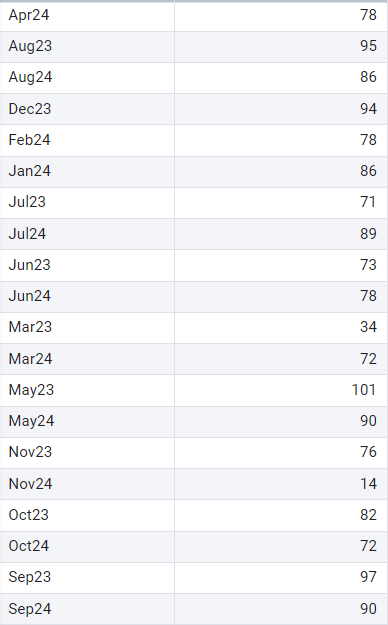 Apr24 78
Aug23 95
Aug24 86
Dec23 94
Feb24 78
Jan24 86
Jul23 71
Jul24 89
Jun23 73
Jun24 78
Mar23 34
Mar24 72
May23 101
May24 90
Nov23 76
Nov24 14
Oct23 82
Oct24 72
Sep23 97
Sep24 90